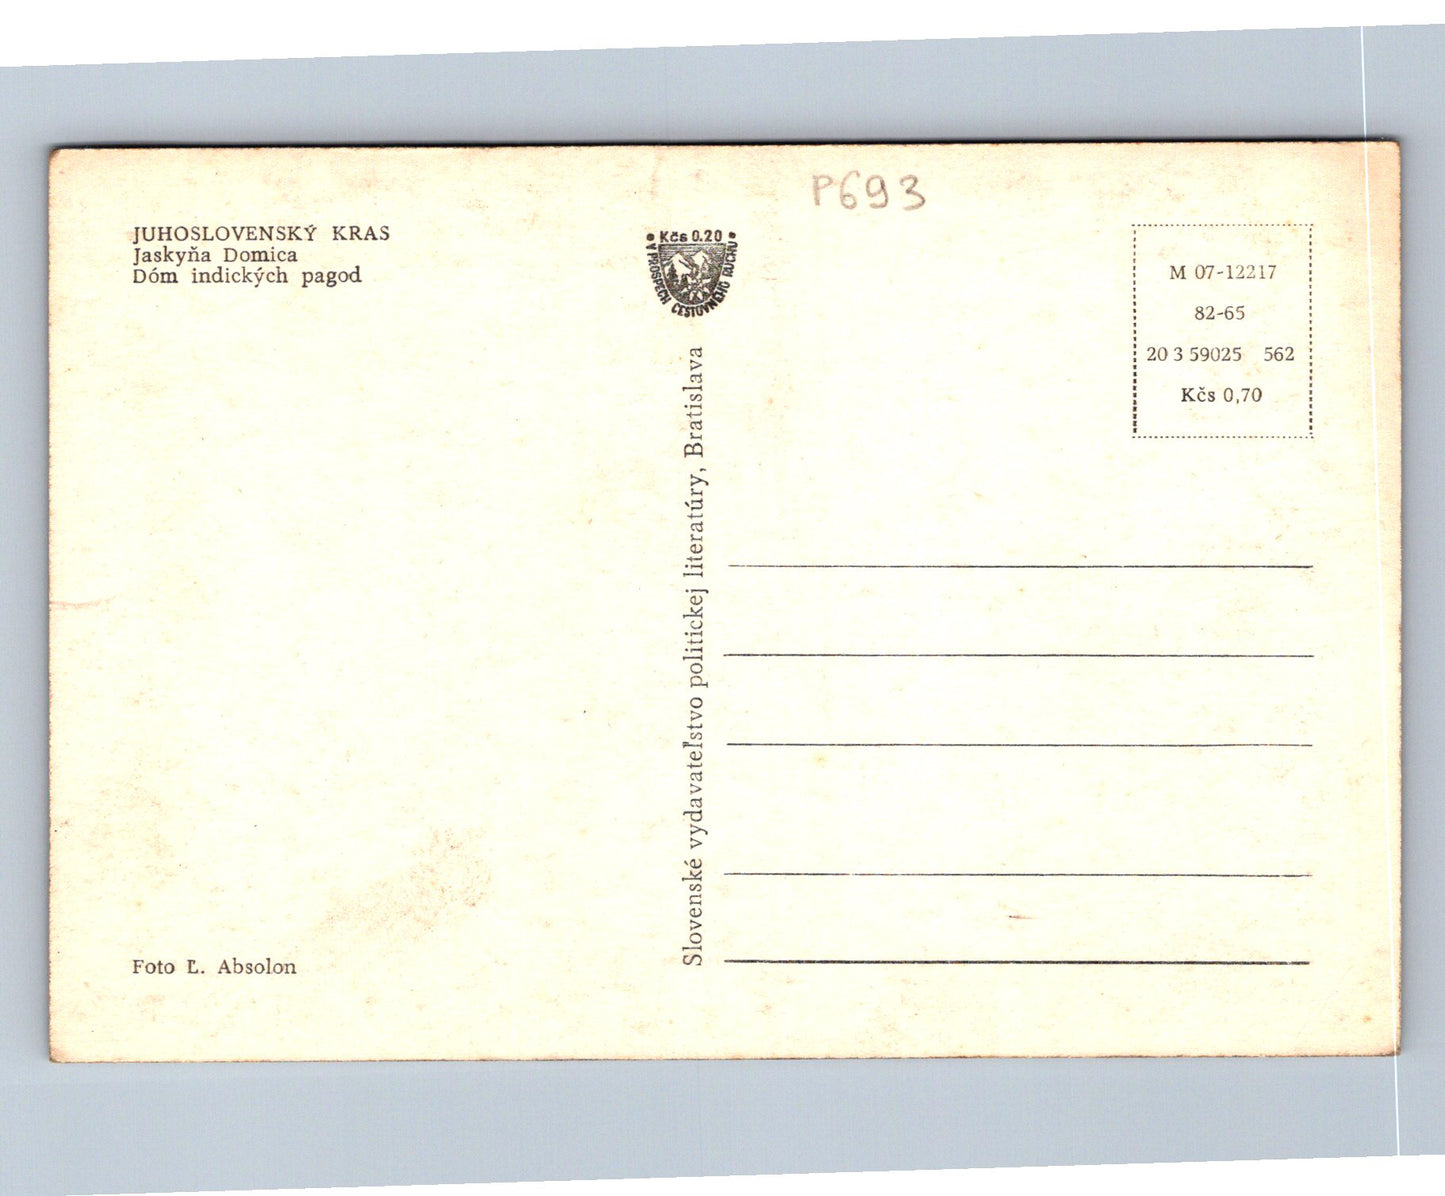 P693
JUHOSLOVENSKÝ KRAS
Jaskyňa Domica
Dóm indických pagod
• Kčs 0.20 •
V PROSPECH CESTOVNÉHO RUCHU
M 07-12217
82-65
20 3 59025 562
Kčs 0,70
Slovenské vydavateľstvo politickej literatúry, Bratislava
Foto Ľ. Absolon